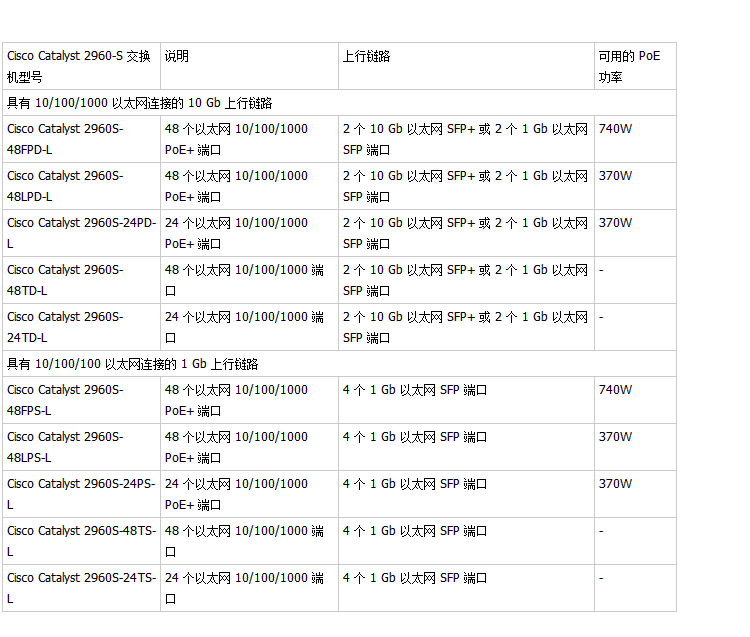 Cisco Catalyst 2960-S 交换
机型号
说明
上行链路
可用的 PoE
功率
具有 10/100/1000 以太网连接的 10 Gb 上行链路
Cisco Catalyst 2960S-
48FPD-L
48 个以太网 10/100/1000
PoE+ 端口
2 个 10 Gb 以太网 SFP+ 或 2 个 1 Gb 以太网
SFP 端口
740W
Cisco Catalyst 2960S-
48LPD-L
48 个以太网 10/100/1000
PoE+ 端口
2 个 10 Gb 以太网 SFP+ 或 2 个 1 Gb 以太网
SFP 端口
370W
Cisco Catalyst 2960S-24PD-
L
24 个以太网 10/100/1000
PoE+ 端口
2 个 10 Gb 以太网 SFP+ 或 2 个 1 Gb 以太网
SFP 端口
370W
Cisco Catalyst 2960S-
48TD-L
48 个以太网 10/100/1000 端
口
2 个 10 Gb 以太网 SFP+ 或 2 个 1 Gb 以太网
SFP 端口
-
Cisco Catalyst 2960S-
24TD-L
24 个以太网 10/100/1000 端
口
2 个 10 Gb 以太网 SFP+ 或 2 个 1 Gb 以太网
SFP 端口
-
具有 10/100/100 以太网连接的 1 Gb 上行链路
Cisco Catalyst 2960S-
48FPS-L
48 个以太网 10/100/1000
PoE+ 端口
4 个 1 Gb 以太网 SFP 端口
740W
Cisco Catalyst 2960S-
48LPS-L
48 个以太网 10/100/1000
PoE+ 端口
4 个 1 Gb 以太网 SFP 端口
370W
Cisco Catalyst 2960S-24PS-
L
24 个以太网 10/100/1000
PoE+ 端口
4 个 1 Gb 以太网 SFP 端口
370W
Cisco Catalyst 2960S-48TS-
L
48 个以太网 10/100/1000 端
口
4 个 1 Gb 以太网 SFP 端口
-
Cisco Catalyst 2960S-24TS-
L
24 个以太网 10/100/1000 端
口
4 个 1 Gb 以太网 SFP 端口
-